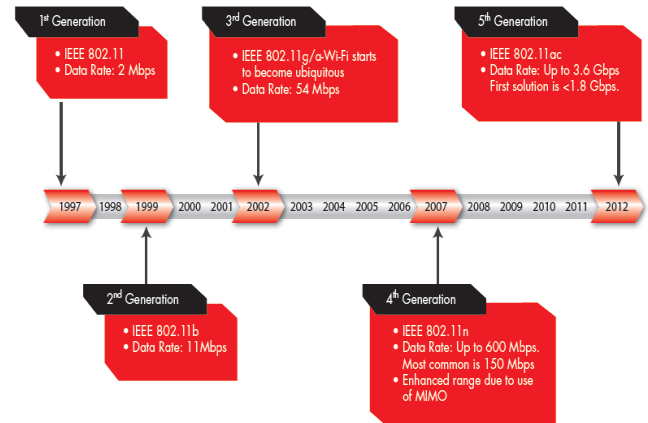 1st Generation
• IEEE 802.11
• Data Rate: 2 Mbps
3rd Generation
• IEEE 802.11g/a-Wi-Fi starts
to become ubiquitous
• Data Rate: 54 Mbps
5th Generation
• IEEE 802.11ac
• Data Rate: Up to 3.6 Gbps
First solution is <1.8 Gbps.
1997 1998 1999 2000 2001 2002 2003 2004 2005 2006 2007 2008 2009 2010 2011 2012
2nd Generation
• IEEE 802.11b
• Data Rate: 11Mbps
4th Generation
• IEEE 802.11n
• Data Rate: Up to 600 Mbps.
Most common is 150 Mbps
• Enhanced range due to use
of MIMO